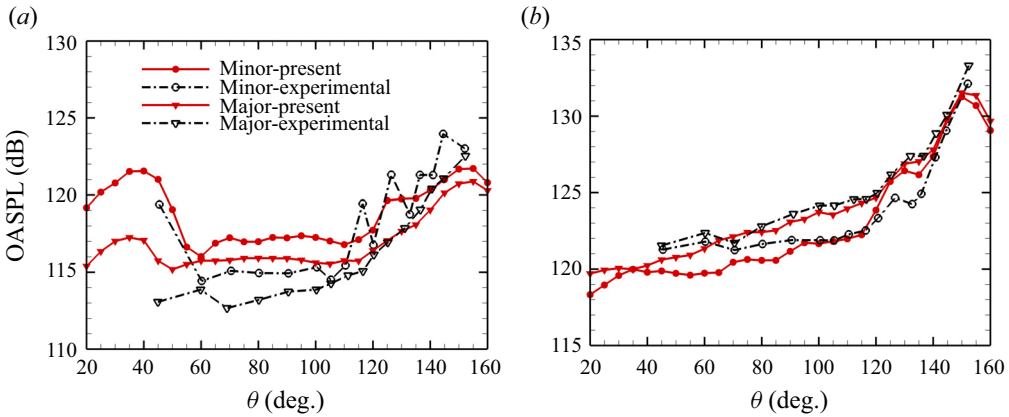 (a)
130
125
120
115
110
OASPL (dB)
Minor-present
Minor-experimental
Major-present
Major-experimental
20 40 60 80 100 120 140 160
θ (deg.)
(b)
135
130
125
120
115
20 40 60 80 100 120 140 160
θ (deg.)